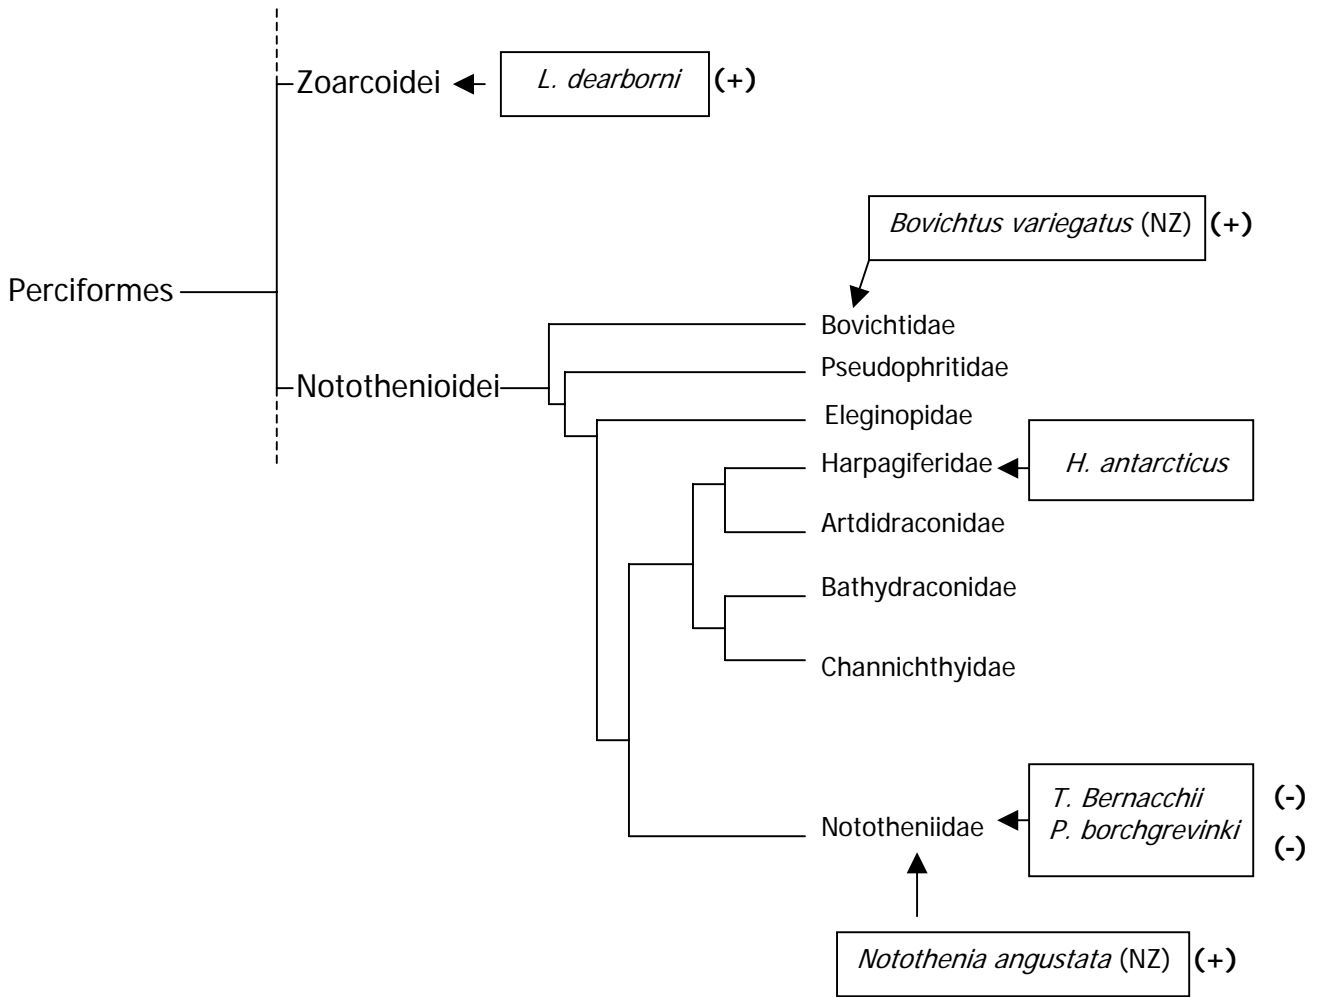 Zoarcoidei
L. dearborni (+)
Bovichtus variegatus (NZ) (+)
Perciformes
Bovichtidae
Pseudophritidae
Notothenioidei
Eleginopidae
Harpagiferidae
H. antarcticus
Artdidraconidae
Bathydraconidae
Channichthyidae
Nototheniidae
T. Bernacchii (-)
P. borchgrevinki (-)
Notothenia angustata (NZ) (+)